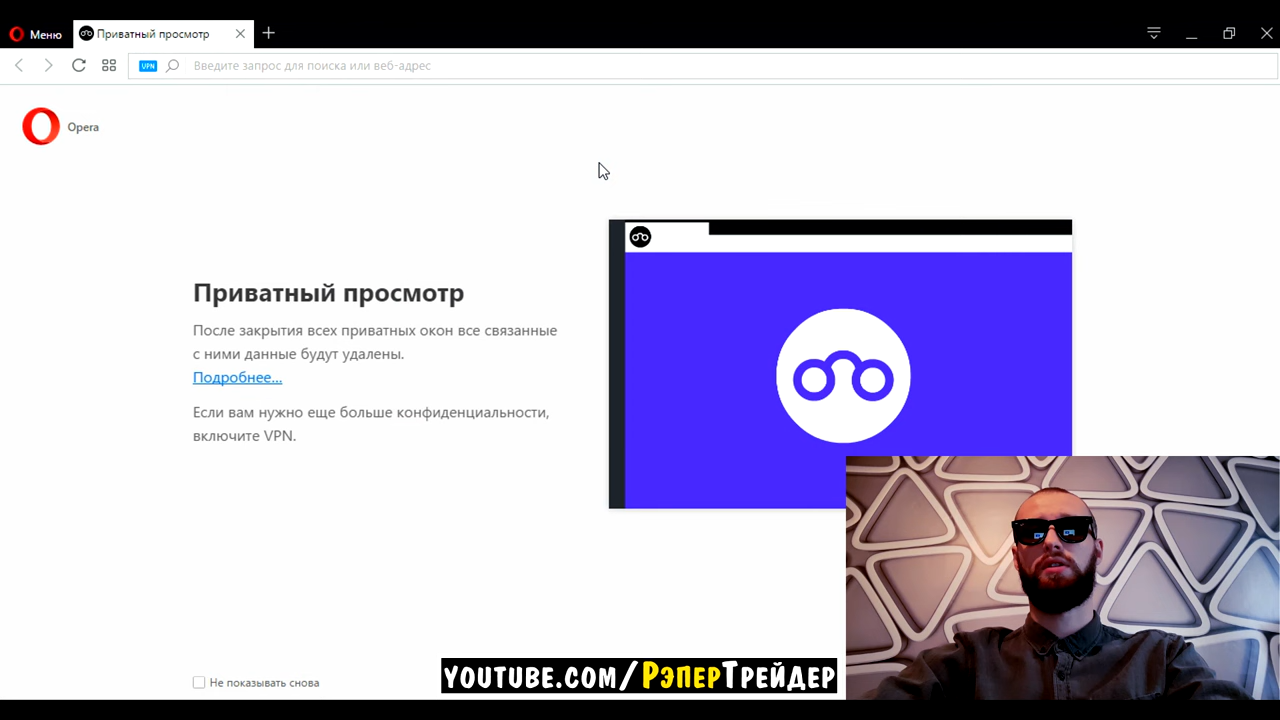 Меню
Приватный просмотр
VPN
Введите запрос для поиска или веб-адрес
Opera
Приватный просмотр
После закрытия всех приватных окон все связанные
с ними данные будут удалены.
Подробнее...
Если вам нужно еще больше конфиденциальности,
включите VPN.
Не показывать снова
YOUTUBE.COM/РэперТрейдер